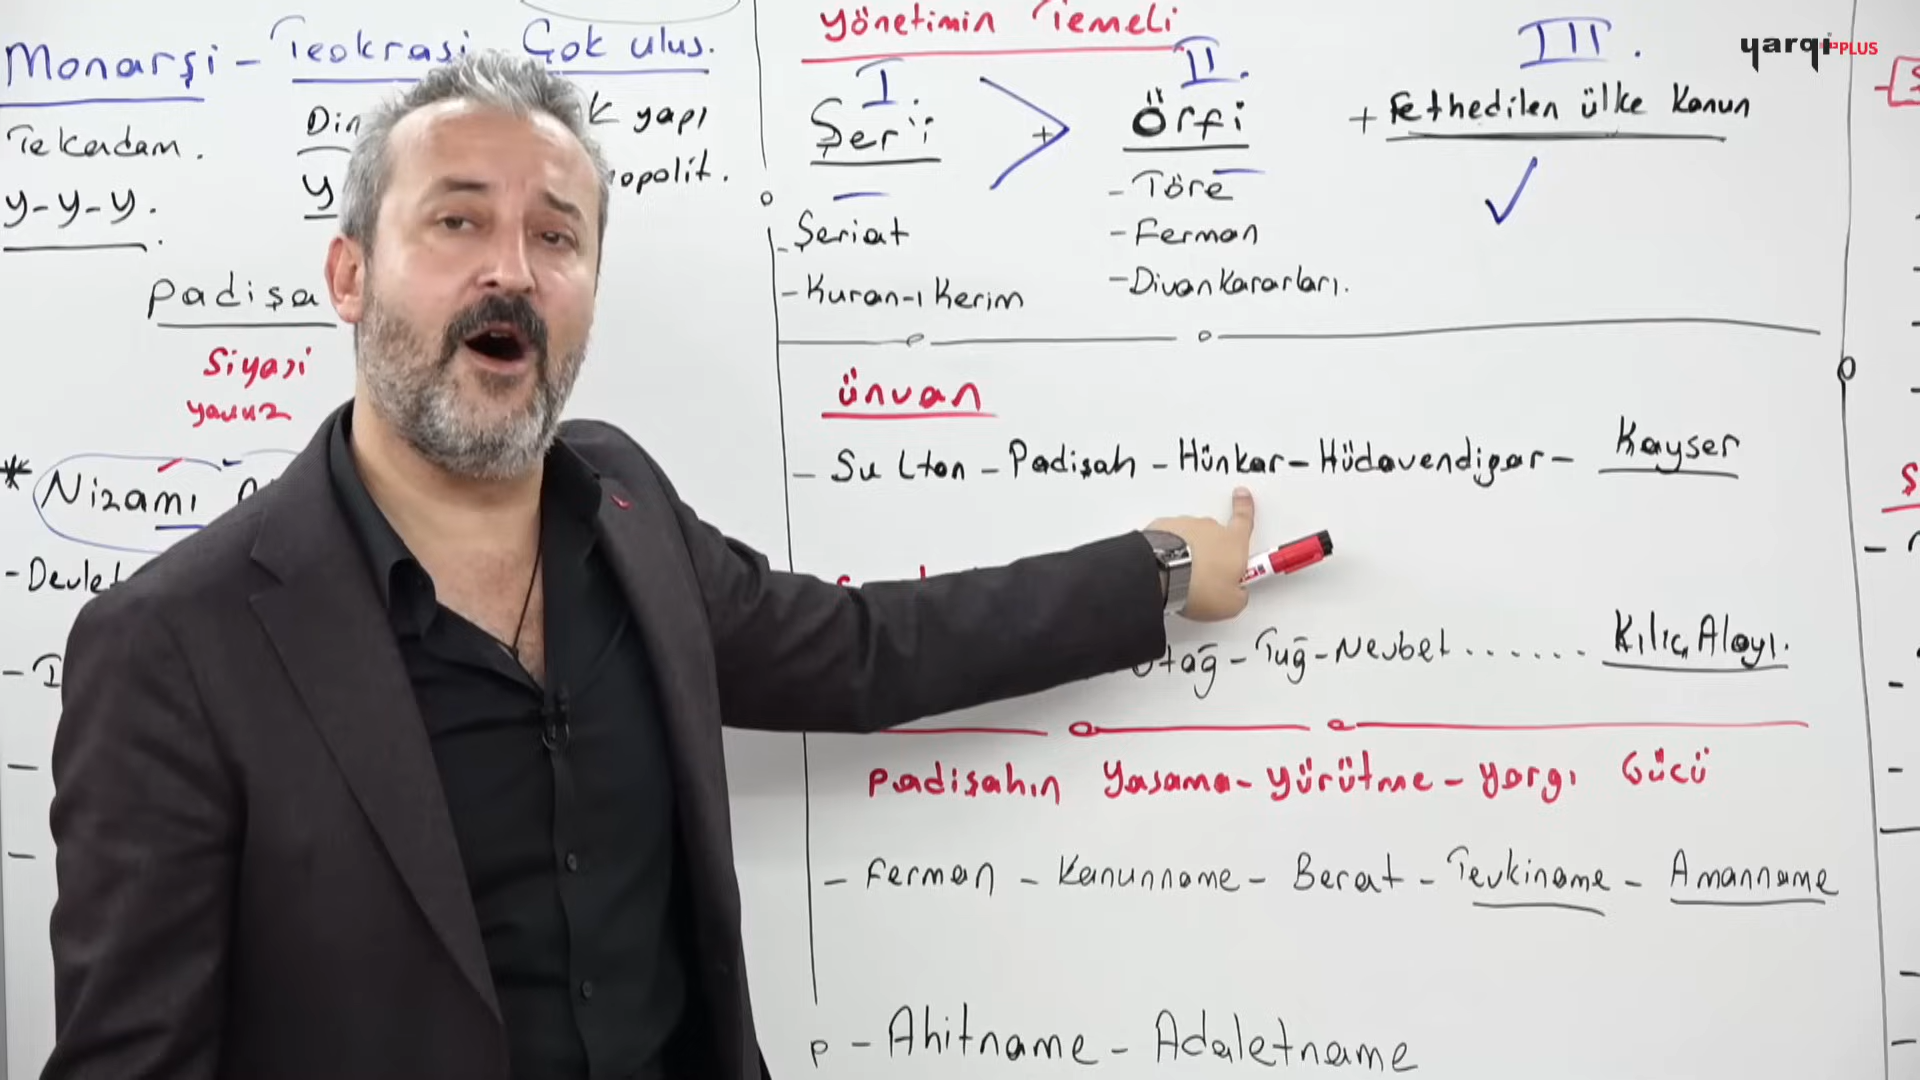 Monarşi - Teokrasi Çok ulus.
Tekadam.
Din
k yapı
y-y-y.
y
opolit.
Padişa
Siyasi
yavuz
* Nizamı
- Devlet
Yönetimin Temeli
I. II. III.
Şer'i + Örfi + Fethedilen ülke Kanun
- Şeriat
- Kuran-ı Kerim
- Töre
- Ferman
- Divan Kararları.
yargı PLUS
Ünvan
- Sultan - Padişah - Hünkar - Hüdavendigar - Kayser
otağ - Tuğ - Nevbet ...... Kılıç Alayı.
Padişahın Yasama - yürütme - yargı Gücü
- Ferman - Kanunname - Berat - Tevkiname - Amanname
p - Ahitname - Adaletname